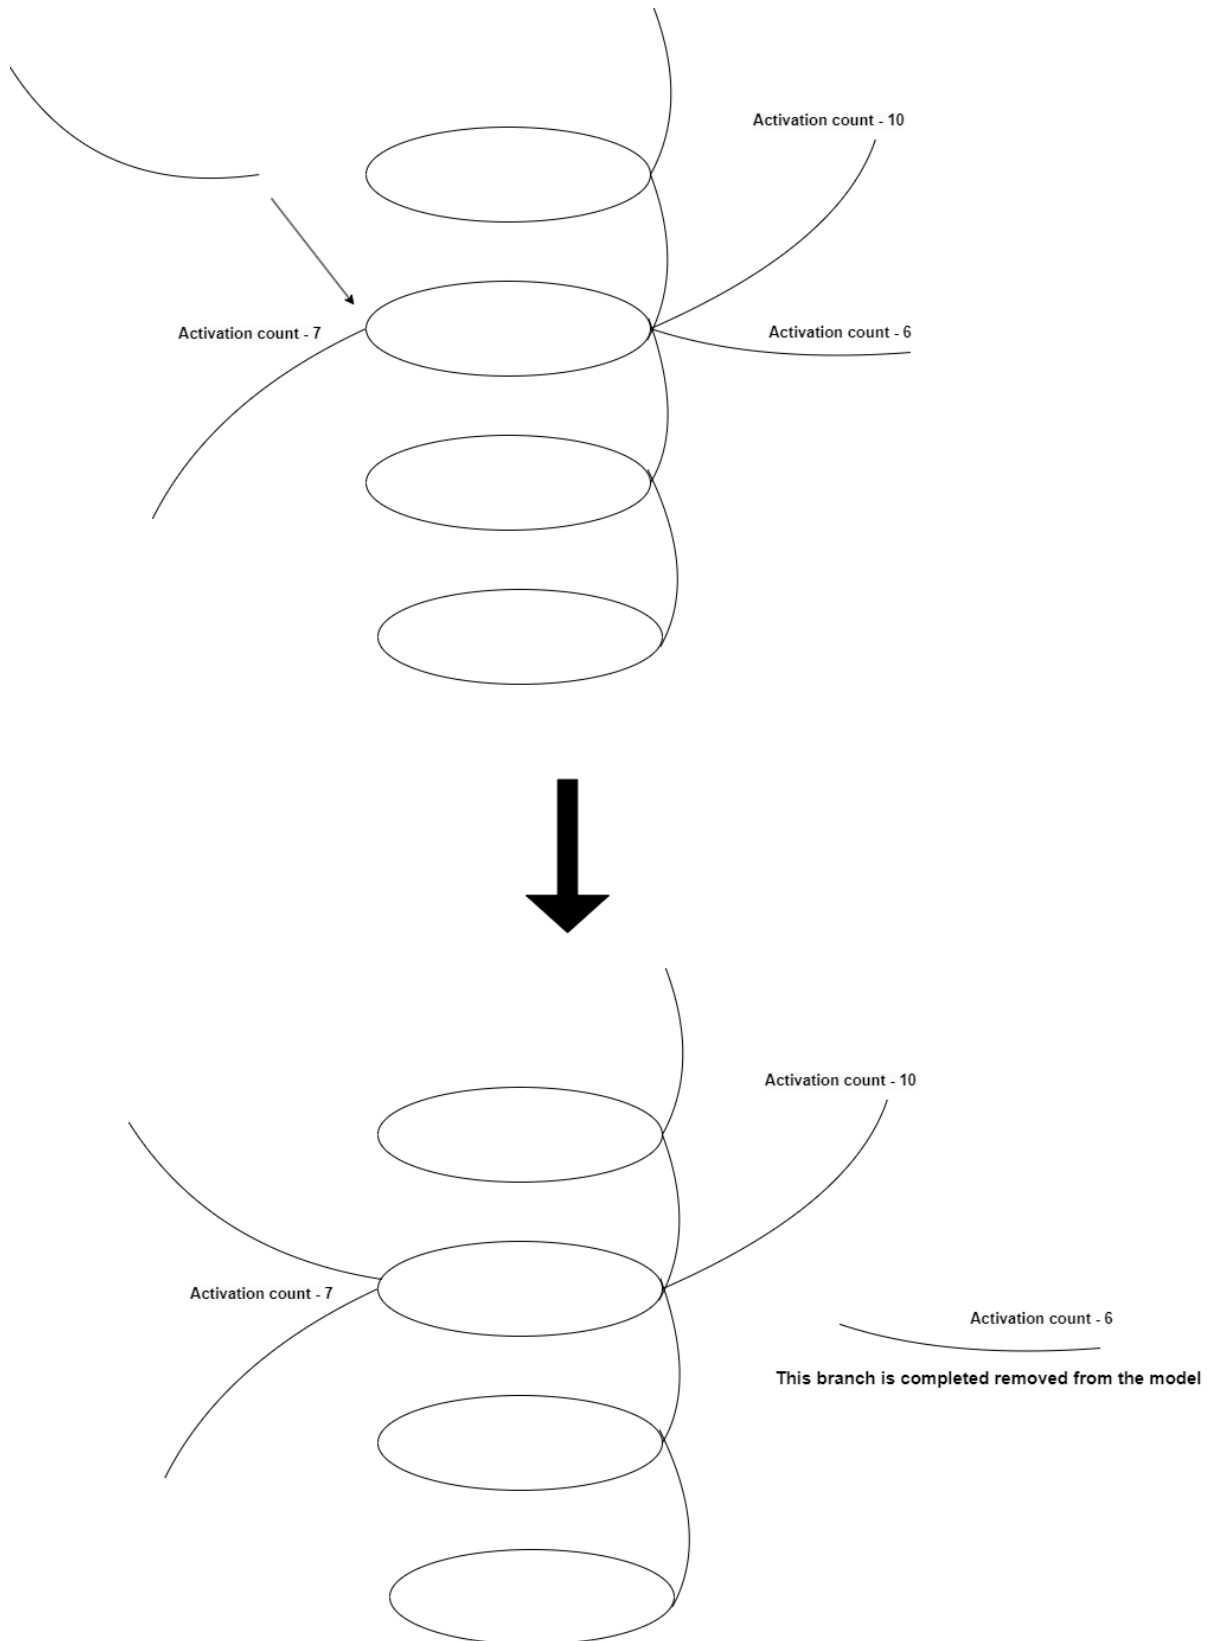 Activation count - 10
Activation count - 7
Activation count - 6
Activation count - 10
Activation count - 7
Activation count - 6
This branch is completed removed from the model